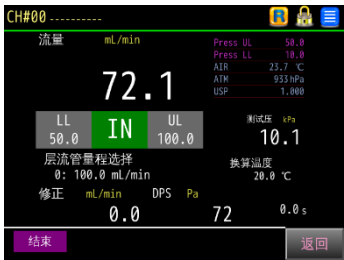 CH#00 ---------- R
流量 mL/min
Press UL 50.0
Press LL 10.0
AIR 23.7 ℃
ATM 933hPa
USP 1.000
72.1
LL 50.0 IN UL 100.0
测试压 kPa
10.1
层流管量程选择
0: 100.0 mL/min
换算温度
20.0 ℃
修正 mL/min DPS Pa
0.0 72 0.0 s
结束 返回